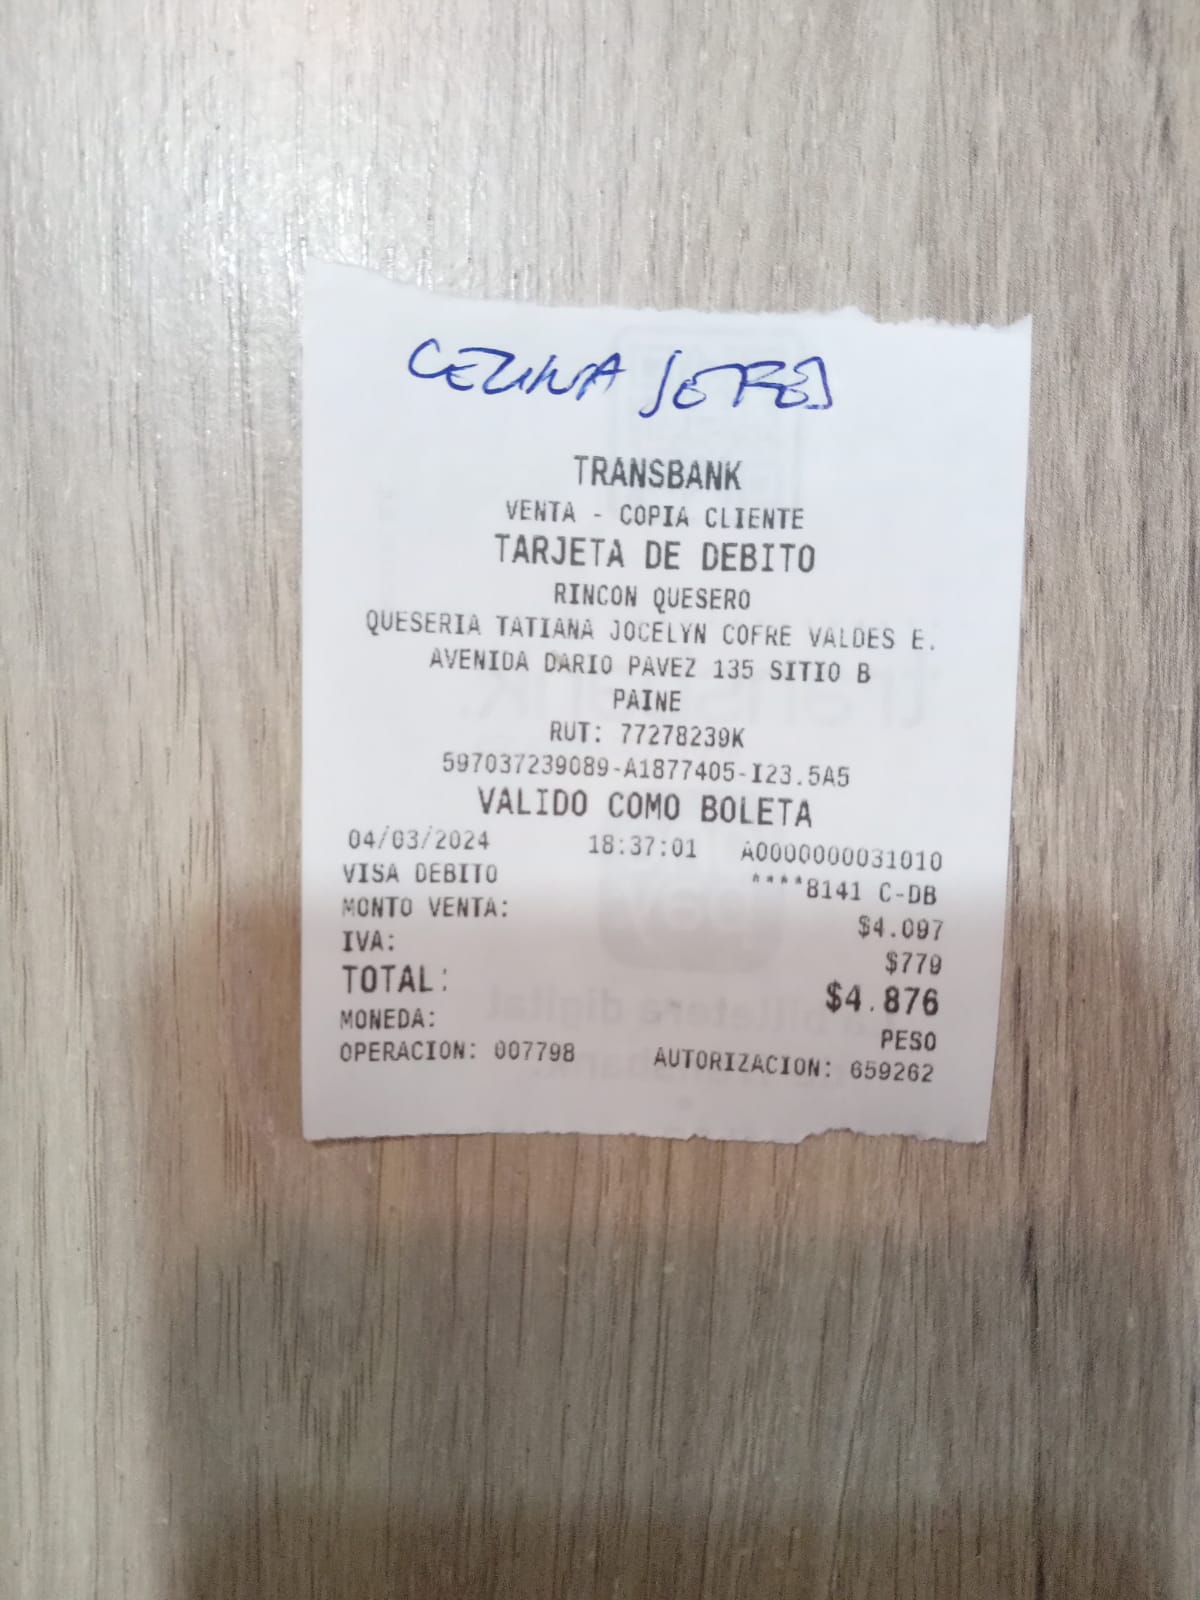 TRANSBANK
VENTA - COPIA CLIENTE
TARJETA DE DEBITO
RINCON QUESERO
QUESERIA TATIANA JOCELYN COFRE VALDES E.
AVENIDA DARIO PAVEZ 135 SITIO B
PAINE
RUT: 77278239K
597037239089-A1877405-I23.5A5
VALIDO COMO BOLETA
04/03/2024 18:37:01 A0000000031010
VISA DEBITO ****8141 C-DB
MONTO VENTA: $4.097
IVA: $779
TOTAL: $4.876
MONEDA: PESO
OPERACION: 007798 AUTORIZACION: 659262